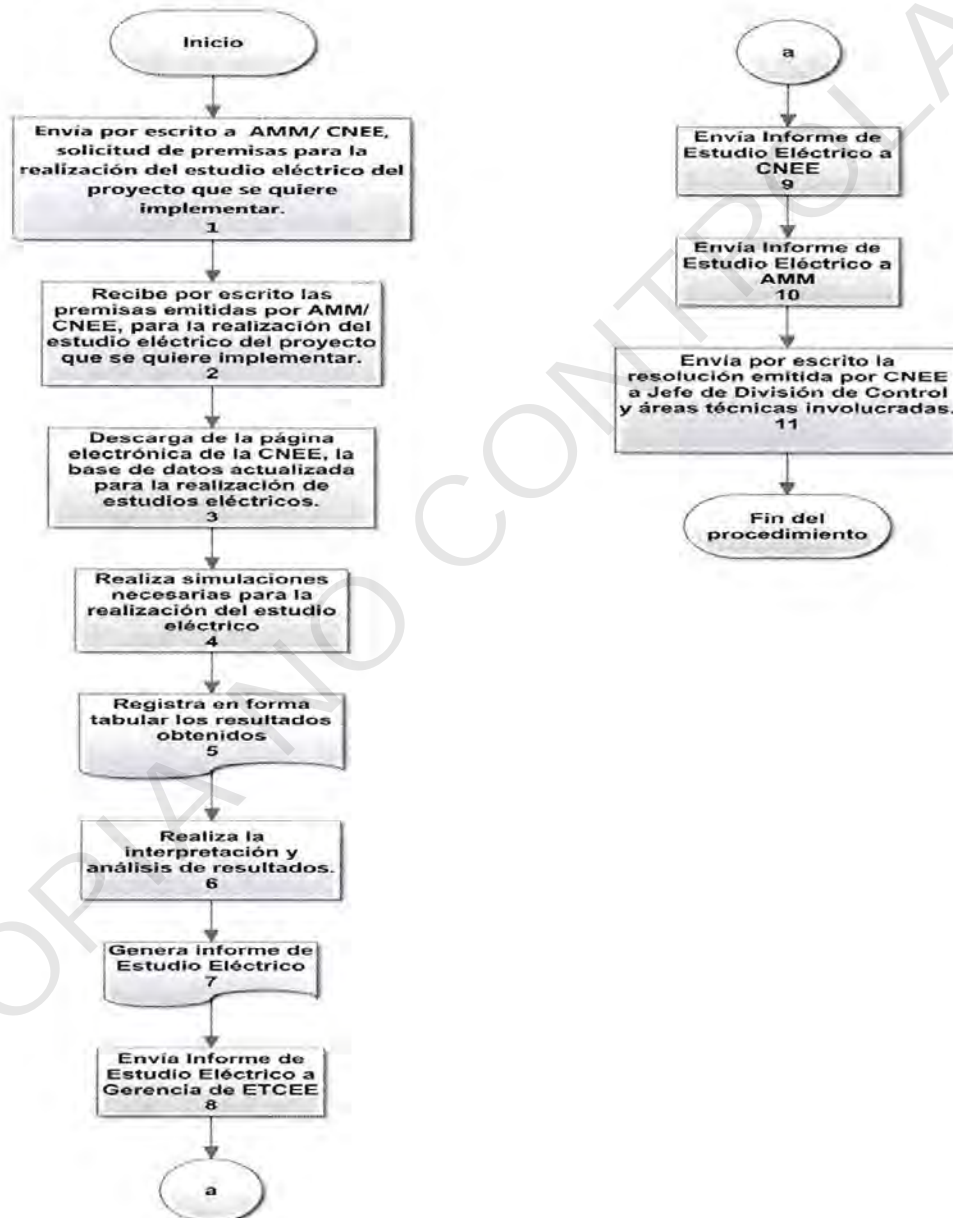 Inicio
Envía por escrito a AMM/ CNEE,
solicitud de premisas para la
realización del estudio eléctrico del
proyecto que se quiere
implementar.
1
Recibe por escrito las
premisas emitidas por AMM/
CNEE, para la realización del
estudio eléctrico del proyecto
que se quiere implementar.
2
Descarga de la página
electrónica de la CNEE, la
base de datos actualizada
para la realización de
estudios eléctricos.
3
Realiza simulaciones
necesarias para la
realización del estudio
eléctrico
4
Registra en forma
tabular los resultados
obtenidos
5
Realiza la
interpretación y
análisis de resultados.
6
Genera informe de
Estudio Eléctrico
7
Envía Informe de
Estudio Eléctrico a
Gerencia de ETCEE
8
a
a
Envía Informe de
Estudio Eléctrico a
CNEE
9
Envía Informe de
Estudio Eléctrico a
AMM
10
Envía por escrito la
resolución emitida por CNEE
a Jefe de División de Control
y áreas técnicas involucradas.
11
Fin del
procedimiento
OPIA NO CONTROLA